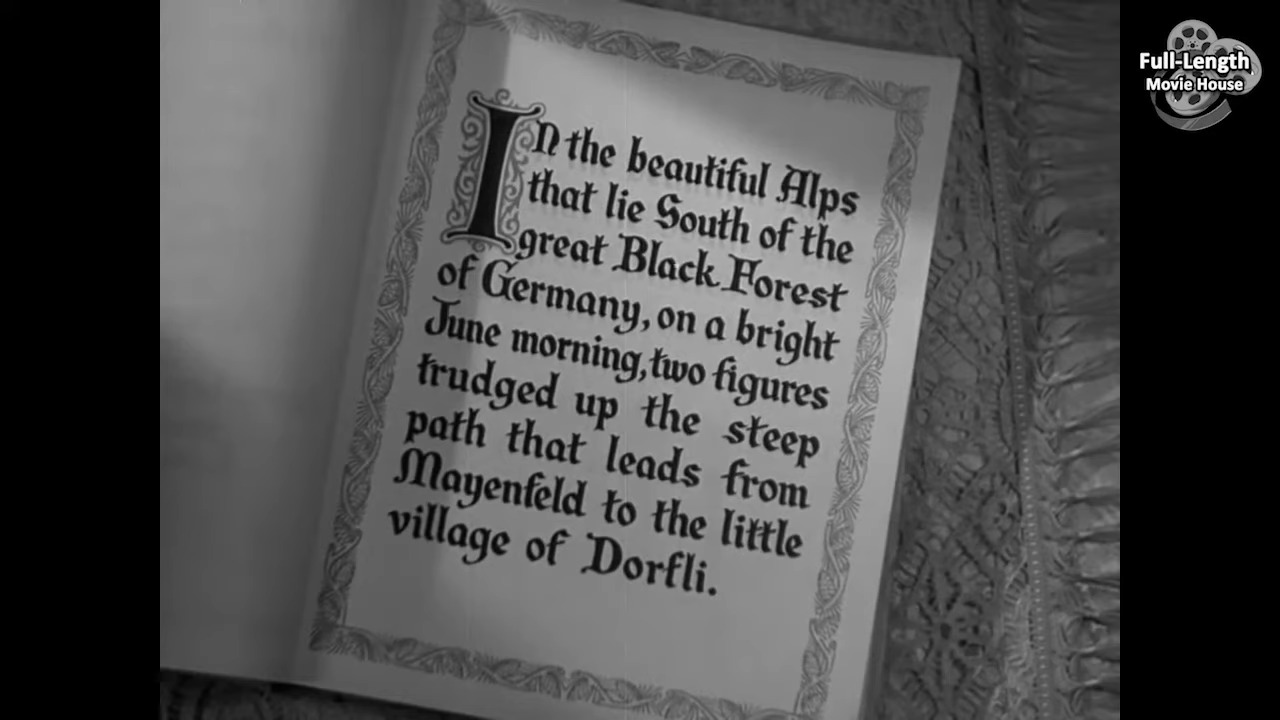 In the beautiful Alps
that lie South of the
great Black Forest
of Germany, on a bright
June morning, two figures
trudged up the steep
path that leads from
Mayenfeld to the little
village of Dorfli.
Full-Length
Movie House